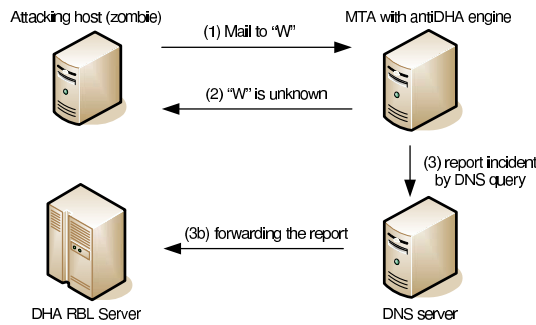 Attacking host (zombie)
MTA with antiDHA engine
(1) Mail to “W”
(2) “W” is unknown
(3) report incident
by DNS query
(3b) forwarding the report
DHA RBL Server
DNS server